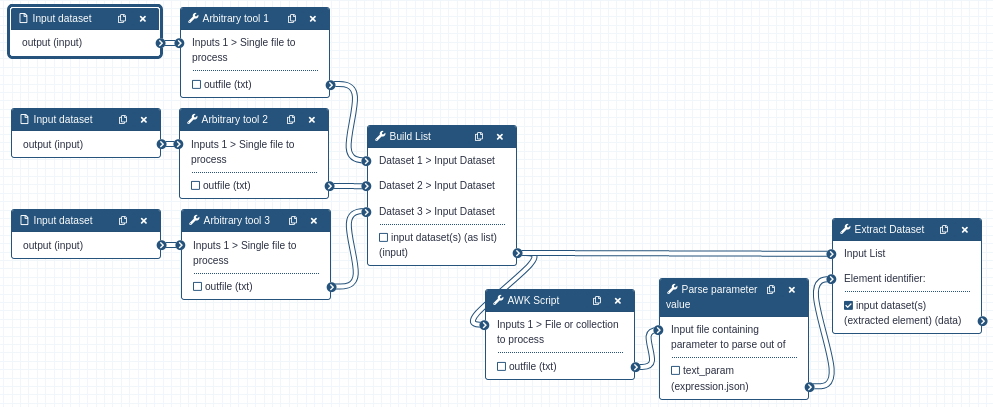 Input dataset
output (input)
Arbitrary tool 1
Inputs 1 > Single file to
process
outfile (txt)
Input dataset
output (input)
Arbitrary tool 2
Inputs 1 > Single file to
process
outfile (txt)
Input dataset
output (input)
Arbitrary tool 3
Inputs 1 > Single file to
process
outfile (txt)
Build List
Dataset 1 > Input Dataset
Dataset 2 > Input Dataset
Dataset 3 > Input Dataset
input dataset(s) (as list)
(input)
AWK Script
Inputs 1 > File or collection
to process
outfile (txt)
Parse parameter
value
Input file containing
parameter to parse out of
text_param
(expression.json)
Extract Dataset
Input List
Element identifier:
input dataset(s)
(extracted element) (data)